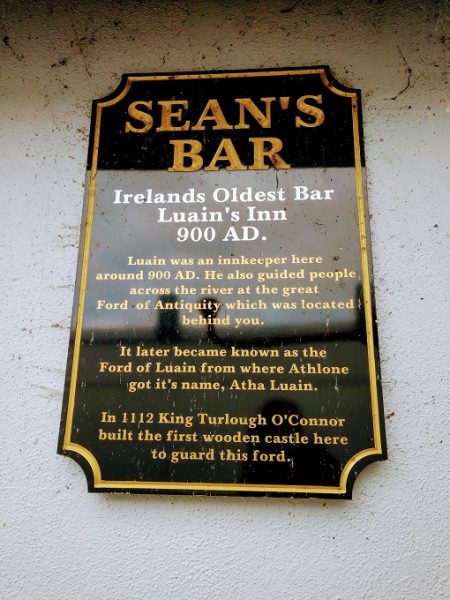 SEAN'S
BAR
Irelands Oldest Bar
Luain's Inn
900 AD.
Luain was an innkeeper here
around 900 AD. He also guided people
across the river at the great
Ford of Antiquity which was located
behind you.
It later became known as the
Ford of Luain from where Athlone
got it's name, Atha Luain.
In 1112 King Turlough O'Connor
built the first wooden castle here
to guard this ford.